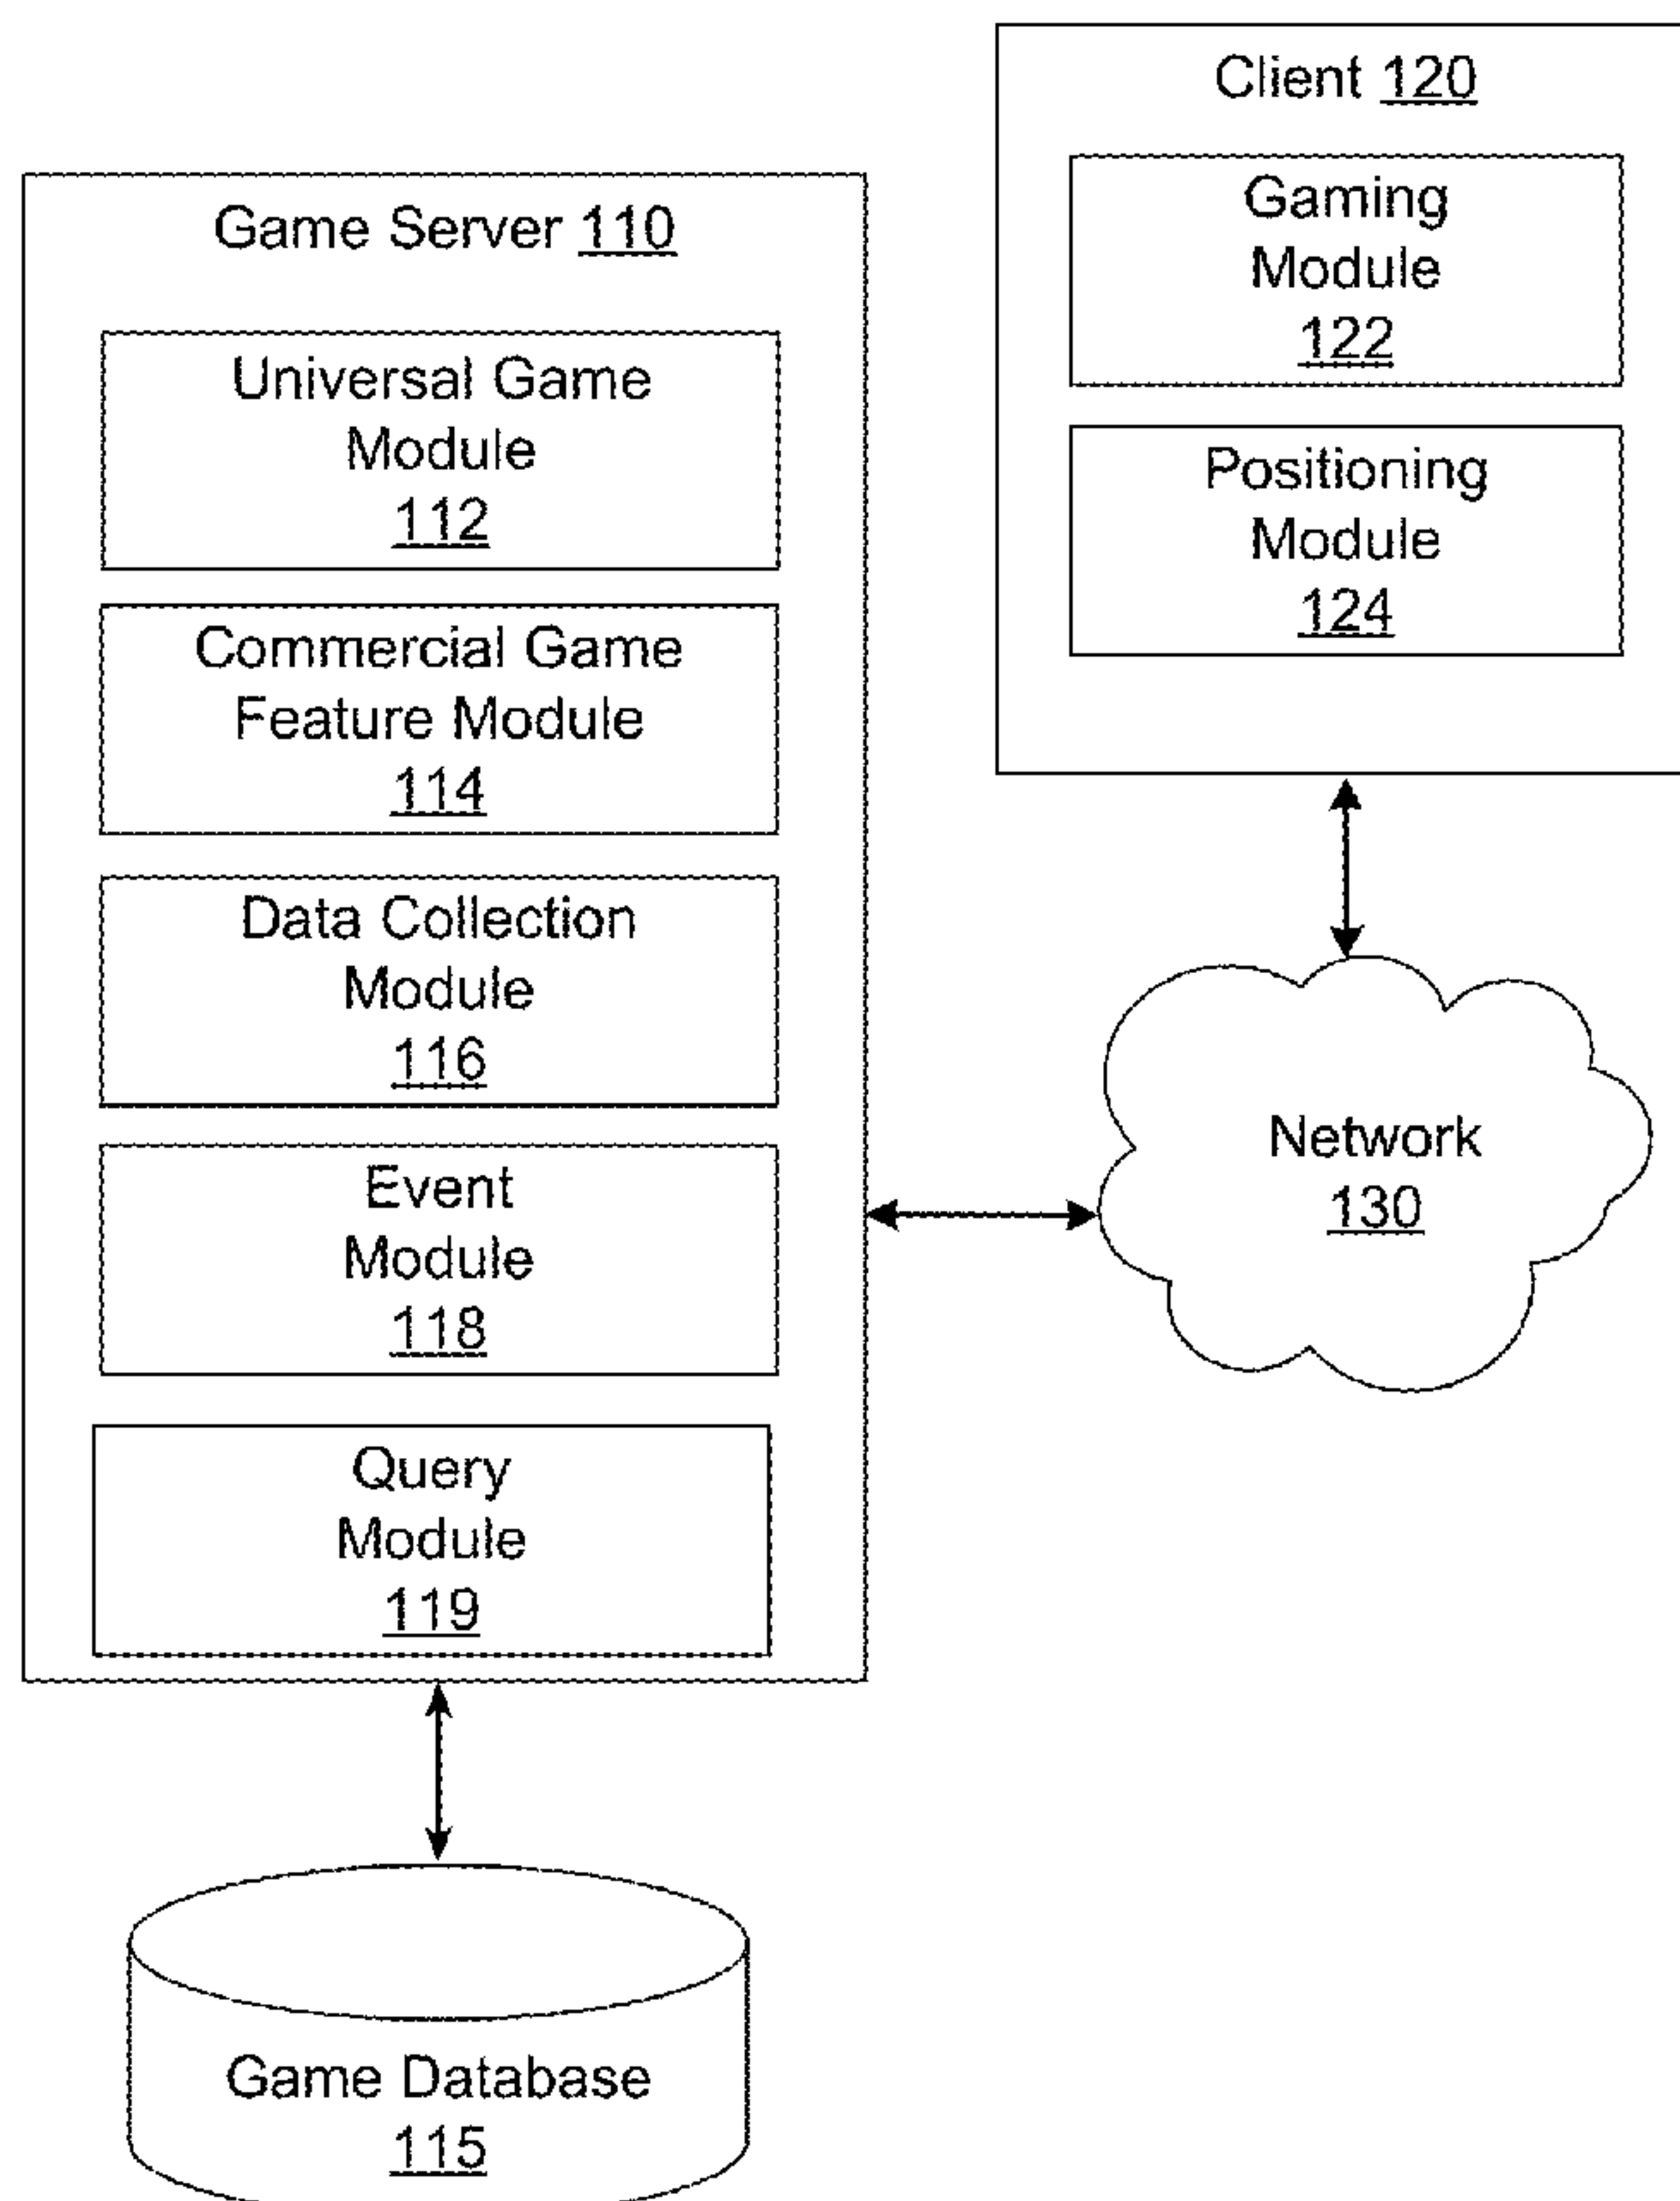 Game Server 110
Universal Game
Module
112
Commercial Game
Feature Module
114
Data Collection
Module
116
Event
Module
118
Query
Module
119
Game Database
115
Client 120
Gaming
Module
122
Positioning
Module
124
Network
130